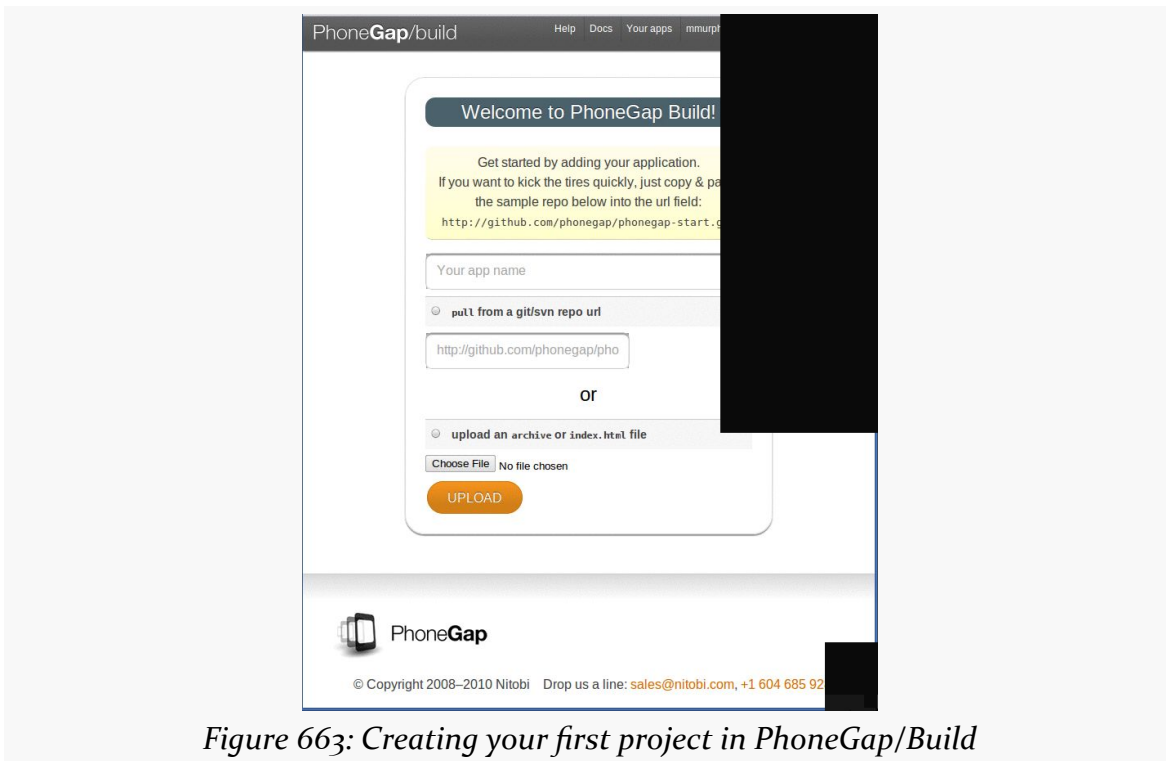 PhoneGap/build
Help Docs Your apps
Welcome to PhoneGap Build!
Get started by adding your application.
If you want to kick the tires quickly, just copy &
the sample repo below into the url field:
http://github.com/phonegap/phonegap-start.g
Your app name
pull from a git/svn repo url
http://github.com/phonegap/pho
or
upload an archive or index.html file
Choose File No file chosen
UPLOAD
PhoneGap
© Copyright 2008–2010 Nitobi Drop us a line: sales@nitobi.com, +1 604 685 92
Figure 663: Creating your first project in PhoneGap/Build